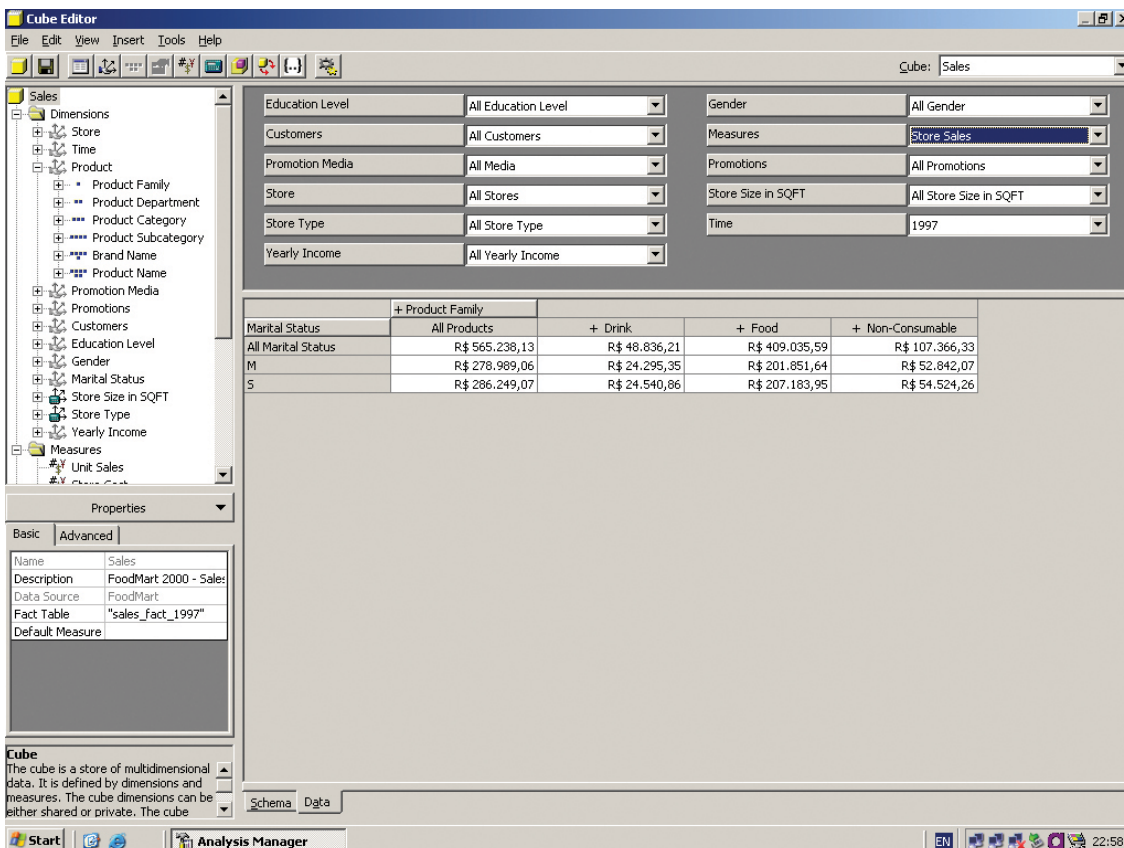 Cube Editor
File Edit View Insert Tools Help
Cube: Sales
Sales
Dimensions
Store
Time
Product
Product Family
Product Department
Product Category
Product Subcategory
Brand Name
Product Name
Promotion Media
Promotions
Customers
Education Level
Gender
Marital Status
Store Size in SQFT
Store Type
Yearly Income
Measures
Unit Sales
Properties
Basic Advanced
Name Sales
Description FoodMart 2000 - Sales
Data Source FoodMart
Fact Table "sales_fact_1997"
Default Measure
Cube
The cube is a store of multidimensional
data. It is defined by dimensions and
measures. The cube dimensions can be
either shared or private. The cube
Education Level All Education Level Gender All Gender
Customers All Customers Measures Store Sales
Promotion Media All Media Promotions All Promotions
Store All Stores Store Size in SQFT All Store Size in SQFT
Store Type All Store Type Time 1997
Yearly Income All Yearly Income
+ Product Family
Marital Status All Products + Drink + Food + Non-Consumable
All Marital Status R$ 565.238,13 R$ 48.836,21 R$ 409.035,59 R$ 107.366,33
M R$ 278.989,06 R$ 24.295,35 R$ 201.851,64 R$ 52.842,07
S R$ 286.249,07 R$ 24.540,86 R$ 207.183,95 R$ 54.524,26
Schema Data
Start Analysis Manager EN 22:58